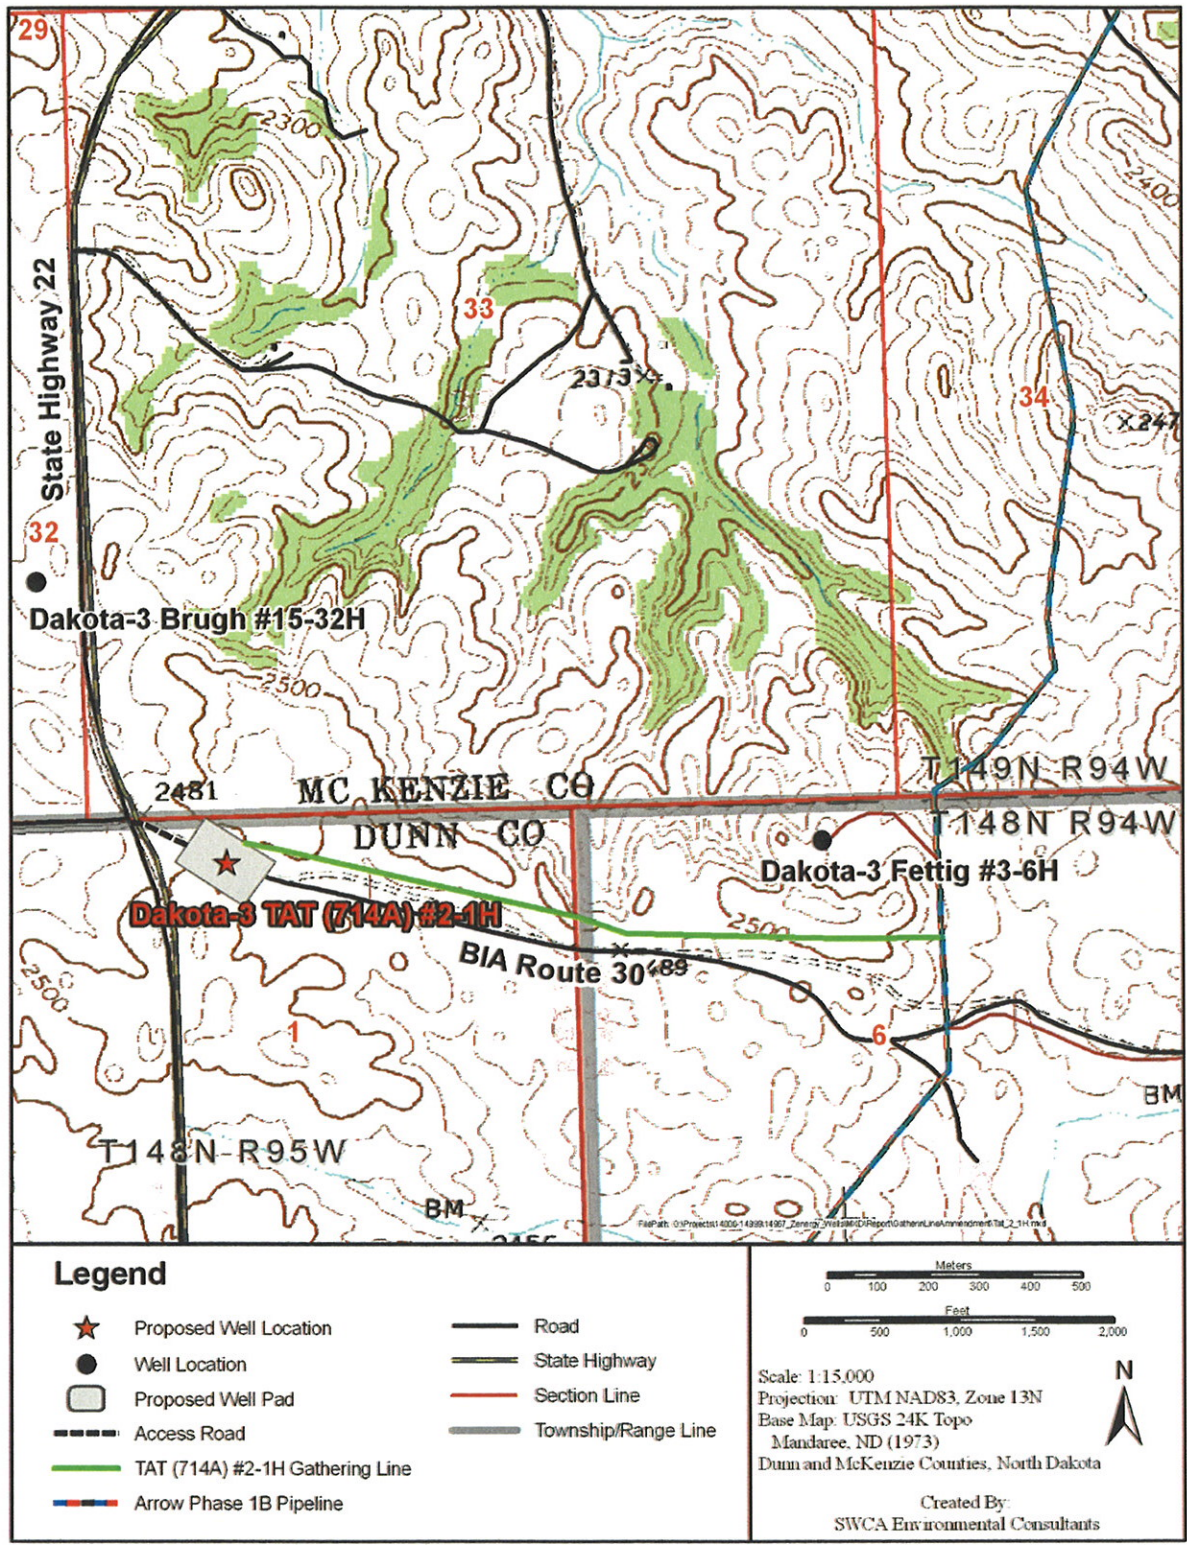 29
2300
2400
State Highway 22
33
2313
34
247
32
Dakota-3 Brugh #15-32H
2500
2481
MC KENZIE CO
T149N R94W
DUNN CO
T148N R94W
Dakota-3 Fettig #3-6H
Dakota-3 TAT (714A) #2-1H
2500
BIA Route 30
489
2500
1
6
BM
T148N R95W
BM
Legend
Proposed Well Location
Well Location
Proposed Well Pad
Access Road
TAT (714A) #2-1H Gathering Line
Arrow Phase 1B Pipeline
Road
State Highway
Section Line
Township/Range Line
Meters
0 100 200 300 400 500
Feet
0 500 1,000 1,500 2,000
N
Scale: 1:15,000
Projection: UTM NAD83, Zone 13N
Base Map: USGS 24K Topo
Mandaree, ND (1973)
Dunn and McKenzie Counties, North Dakota
Created By:
SWCA Environmental Consultants